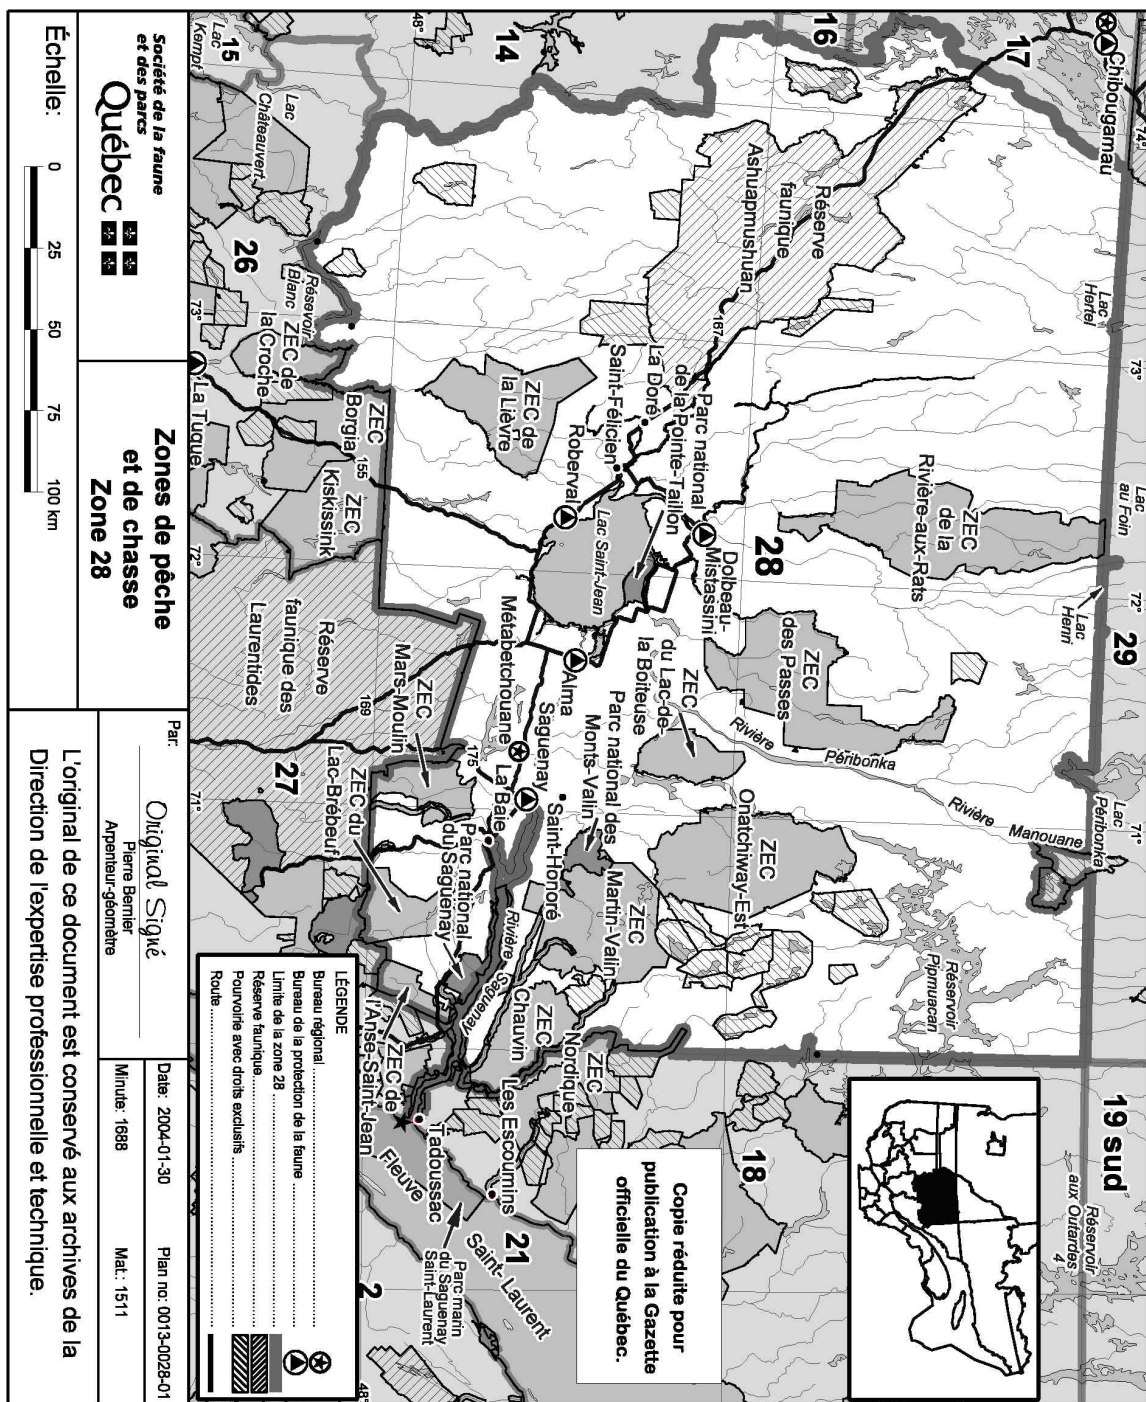 Chibougamau
74°
17
16
14
15
Lac
Kempt
48°
Lac
Châteauvert
26
Réservoir
Blanc
73°
ZEC de
la Croche
La Tuque
ZEC
Borgia
155
ZEC
Kiskissink
72°
Réserve
faunique
Ashuapmushuan
167
Lac
Hertel
73°
Lac
au Foin
Lac
Henri
72°
29
Lac
Péribonka
71°
19 sud
Réservoir
aux Outardes
4
ZEC
de la
Rivière-aux-Rats
28
ZEC
des Passes
Parc national
de la
Pointe-Taillon
La Doré
Saint-Félicien
ZEC de
la Lièvre
Roberval
Lac Saint-Jean
Dolbeau-
Mistassini
ZEC
du Lac-de-
la Boiteuse
Rivière
Péribonka
Rivière
Manouane
Réservoir
Pipmuacan
ZEC
Onatchiway-Est
Parc national des
Monts-Valin
ZEC
Martin-Valin
Alma
Métabetchouane
Saguenay
Saint-Honoré
La Baie
175
169
Réserve
faunique des
Laurentides
ZEC
Mars-Moulin
27
71°
ZEC du
Lac-Brébeuf
Parc national
du Saguenay
Rivière Saguenay
ZEC
Chauvin
ZEC
Nordique
Les Escoumins
18
ZEC de
l'Anse-Saint-Jean
Tadoussac
Fleuve
Saint-Laurent
21
2
Parc marin
du Saguenay
Saint-Laurent
48°
Copie réduite pour
publication à la Gazette
officielle du Québec.
LÉGENDE
Bureau régional
Bureau de la protection de la faune
Limite de la zone 28
Réserve faunique
Pourvoirie avec droits exclusifs
Route
Société de la faune
et des parcs
Québec
Échelle:
0 25 50 75 100 km
Zones de pêche
et de chasse
Zone 28
Par:
Original Signé
Pierre Bernier
Arpenteur-géomètre
Date: 2004-01-30
Plan no: 0013-0028-01
Minute: 1688
Mat.: 1511
L'original de ce document est conservé aux archives de la
Direction de l'expertise professionnelle et technique.